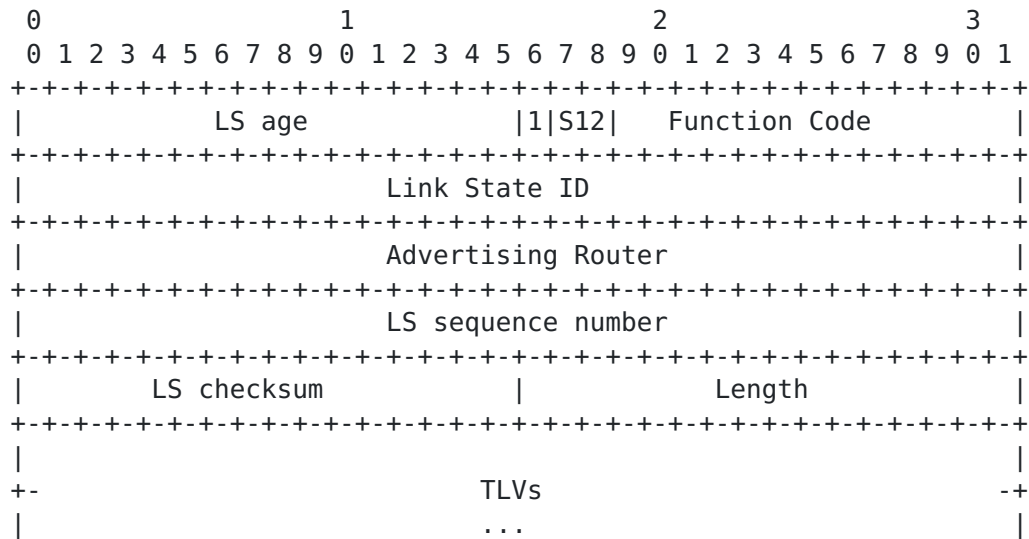 0                   1                   2                   3
 0 1 2 3 4 5 6 7 8 9 0 1 2 3 4 5 6 7 8 9 0 1 2 3 4 5 6 7 8 9 0 1
+-+-+-+-+-+-+-+-+-+-+-+-+-+-+-+-+-+-+-+-+-+-+-+-+-+-+-+-+-+-+-+-+
|            LS age             |1|S12|   Function Code         |
+-+-+-+-+-+-+-+-+-+-+-+-+-+-+-+-+-+-+-+-+-+-+-+-+-+-+-+-+-+-+-+-+
|                       Link State ID                           |
+-+-+-+-+-+-+-+-+-+-+-+-+-+-+-+-+-+-+-+-+-+-+-+-+-+-+-+-+-+-+-+-+
|                       Advertising Router                      |
+-+-+-+-+-+-+-+-+-+-+-+-+-+-+-+-+-+-+-+-+-+-+-+-+-+-+-+-+-+-+-+-+
|                       LS sequence number                      |
+-+-+-+-+-+-+-+-+-+-+-+-+-+-+-+-+-+-+-+-+-+-+-+-+-+-+-+-+-+-+-+-+
|        LS checksum            |            Length             |
+-+-+-+-+-+-+-+-+-+-+-+-+-+-+-+-+-+-+-+-+-+-+-+-+-+-+-+-+-+-+-+-+
|                                                               |
+-                            TLVs                             -+
|                             ...                               |